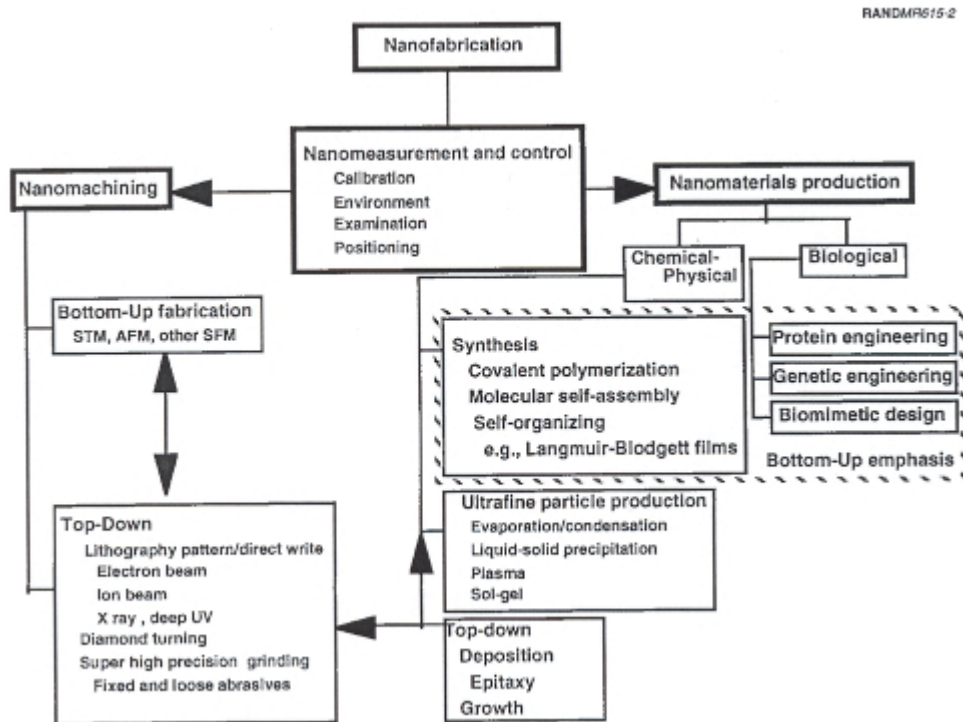 RANDMR615-2
Nanofabrication
Nanomeasurement and control
Calibration
Environment
Examination
Positioning
Nanomachining
Nanomaterials production
Chemical-
Physical
Biological
Bottom-Up fabrication
STM, AFM, other SFM
Synthesis
Covalent polymerization
Molecular self-assembly
Self-organizing
e.g., Langmuir-Blodgett films
Protein engineering
Genetic engineering
Biomimetic design
Bottom-Up emphasis
Ultrafine particle production
Evaporation/condensation
Liquid-solid precipitation
Plasma
Sol-gel
Top-Down
Lithography pattern/direct write
Electron beam
Ion beam
X ray , deep UV
Diamond turning
Super high precision grinding
Fixed and loose abrasives
Top-down
Deposition
Epitaxy
Growth